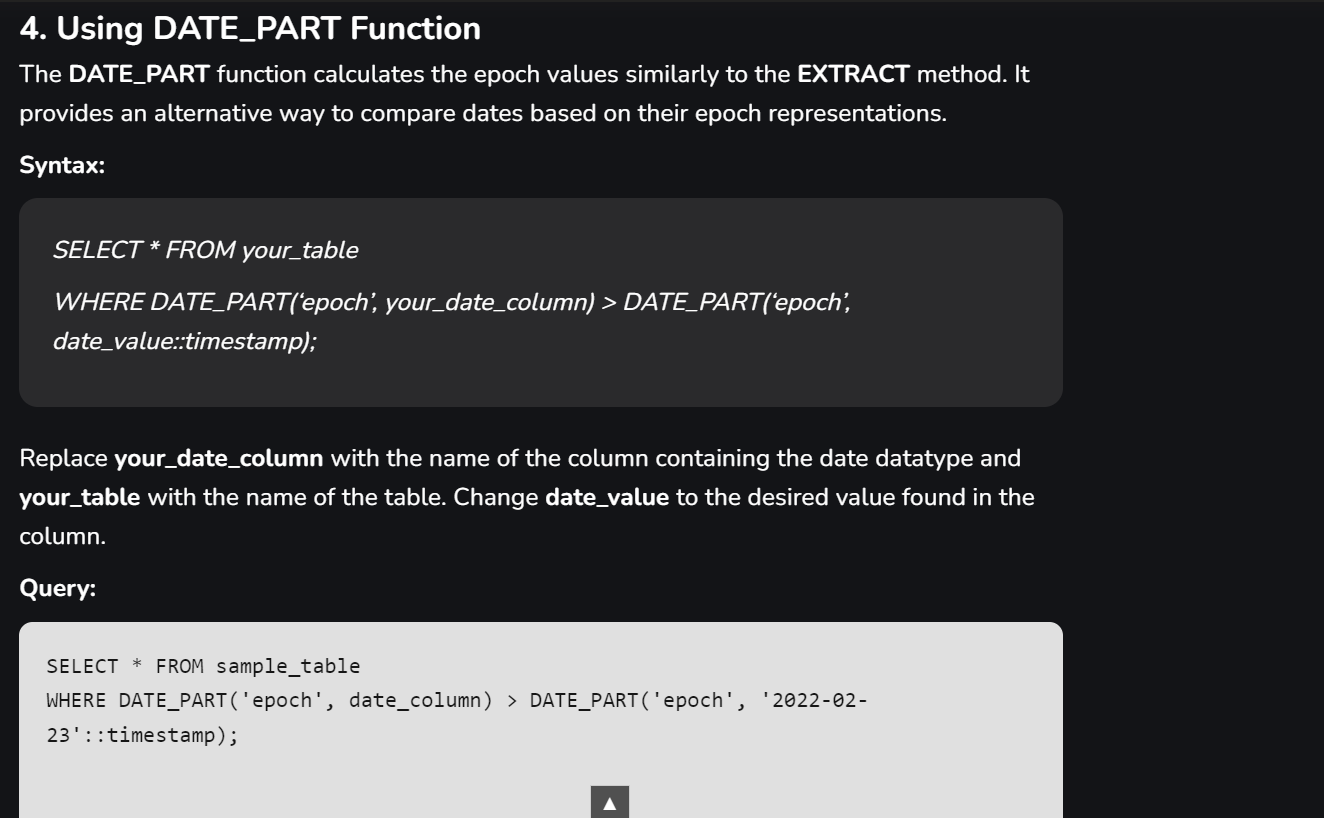 4. Using DATE_PART Function
The DATE_PART function calculates the epoch values similarly to the EXTRACT method. It
provides an alternative way to compare dates based on their epoch representations.
Syntax:
SELECT * FROM your_table
WHERE DATE_PART(‘epoch’, your_date_column) > DATE_PART(‘epoch’,
date_value::timestamp);
Replace your_date_column with the name of the column containing the date datatype and
your_table with the name of the table. Change date_value to the desired value found in the
column.
Query:
SELECT * FROM sample_table
WHERE DATE_PART('epoch', date_column) > DATE_PART('epoch', '2022-02-
23'::timestamp);